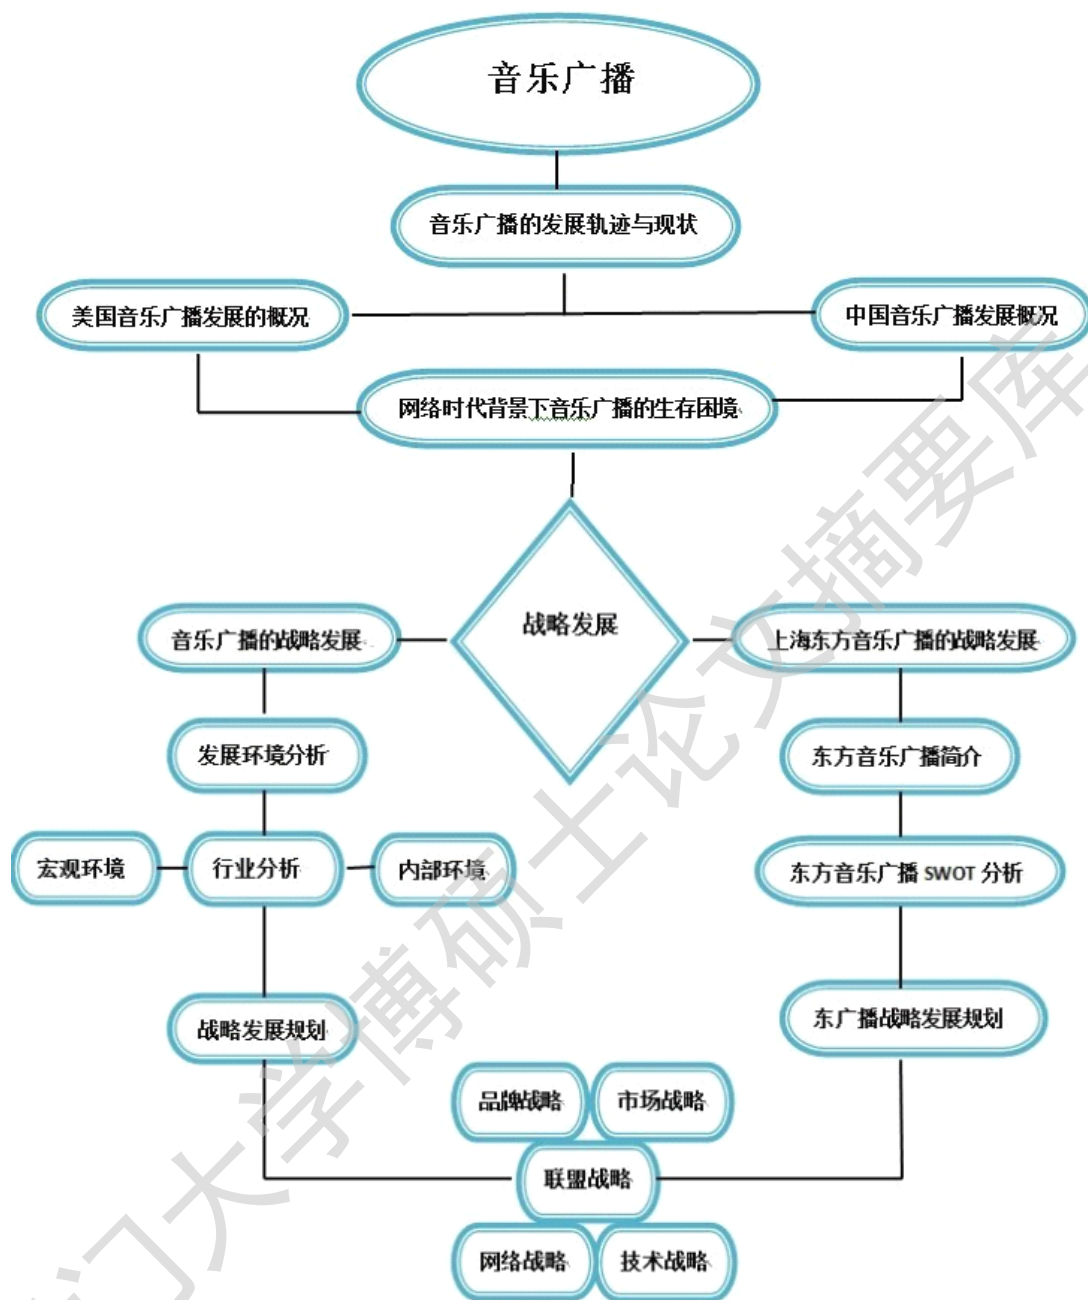 音乐广播
音乐广播的发展轨迹与现状
美国音乐广播发展的概况
中国音乐广播发展概况
网络时代背景下音乐广播的生存困境
战略发展
音乐广播的战略发展
上海东方音乐广播的战略发展
发展环境分析
东方音乐广播简介
宏观环境
行业分析
内部环境
东方音乐广播 SWOT 分析
战略发展规划
东广播战略发展规划
品牌战略
市场战略
联盟战略
网络战略
技术战略
门大学博硕士论文摘要库